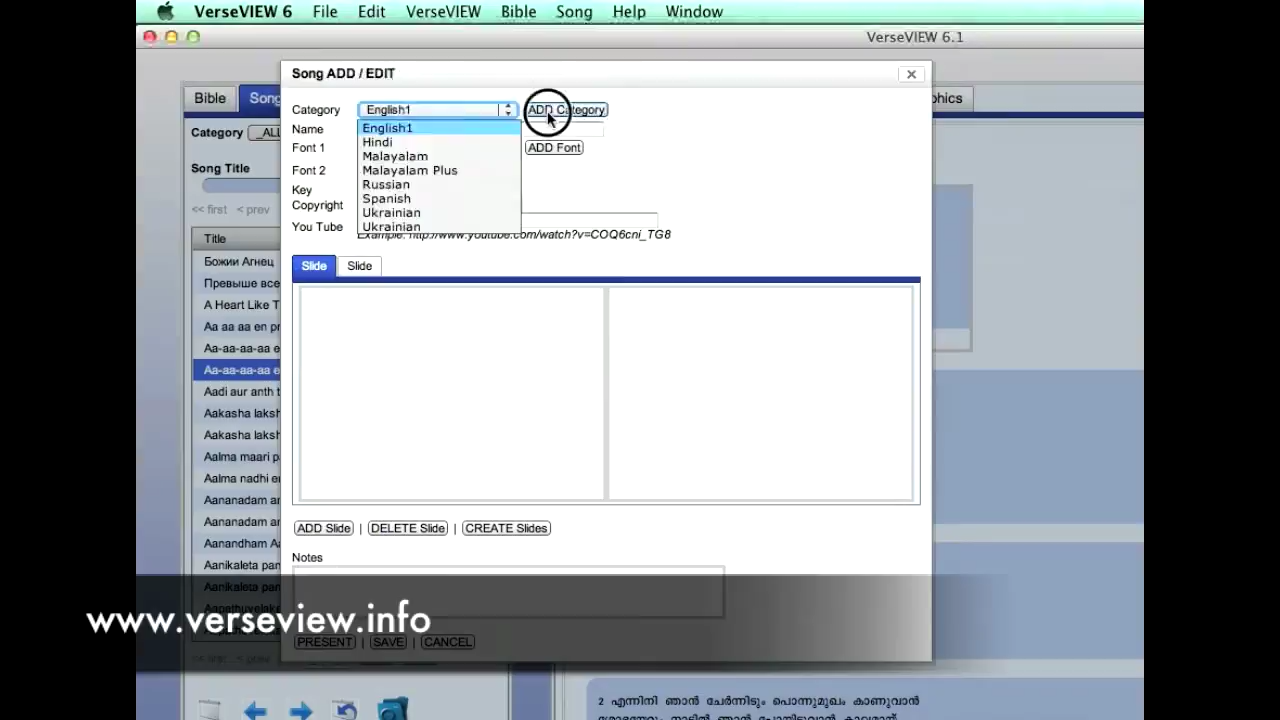 VerseVIEW 6 File Edit VerseVIEW Bible Song Help Window
VerseVIEW 6.1
Song ADD / EDIT
Bible
Song
Category
English1
ADD Category
English1
Hindi
Malayalam
Malayalam Plus
Russian
Spanish
Ukrainian
Ukrainian
Name
Font 1
ADD Font
Font 2
Key
Copyright
You Tube
Example: http://www.youtube.com/watch?v=COQ6cni_TG8
Category _ALL
Song Title
<< first < prev
Title
Божии Агнец
Превыше все
A Heart Like T
Aa aa aa en pr
Aa-aa-aa-aa e
Aa-aa-aa-aa e
Aadi aur anth t
Aakasha laksh
Aakasha laksh
Aalma maari p
Aalma nadhi e
Aananadam ar
Aananadam ar
Aanandham Aa
Aanikaleta pan
Aanikaleta pan
Slide Slide
ADD Slide | DELETE Slide | CREATE Slides
Notes
www.verseview.info
PRESENT | SAVE | CANCEL
2 എന്നിനി ഞാൻ ചേർന്നിടും പൊന്നുമുഖം കാണുവാൻ